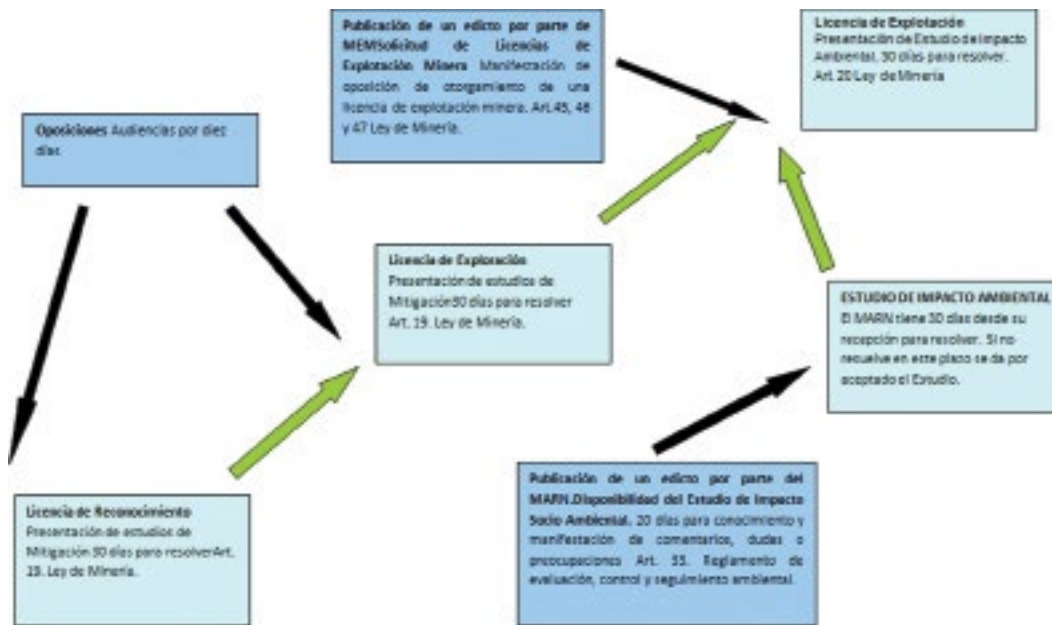 Publicación de un edicto por parte de
MEMSolicitud de Licencias de
Explotación Minera Manifestación de
oposición de otorgamiento de una
licencia de explotación minera. Art.45, 46
y 47 Ley de Minería.
Licencia de Explotación
Presentación de Estudio de Impacto
Ambiental, 30 días para resolver.
Art. 20 Ley de Minería
Oposiciones Audiencias por diez
días
Licencia de Exploración
Presentación de estudios de
Mitigación30 días para resolver
Art. 19. Ley de Minería.
ESTUDIO DE IMPACTO AMBIENTAL
El MARN tiene 30 días desde su
recepción para resolver. Si no
resuelve en este plazo se da por
aceptado el Estudio.
Licencia de Reconocimiento
Presentación de estudios de
Mitigación 30 días para resolverArt.
19. Ley de Minería.
Publicación de un edicto por parte del
MARN.Disponibilidad del Estudio de Impacto
Socio Ambiental. 20 días para conocimiento y
manifestación de comentarios, dudas o
preocupaciones Art. 33. Reglamento de
evaluación, control y seguimiento ambiental.